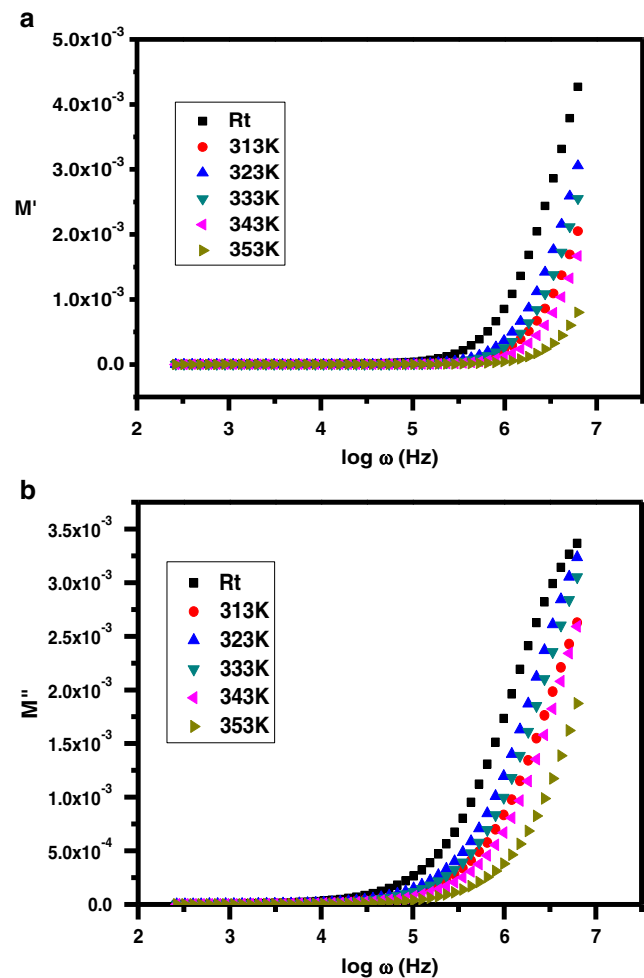 a
5.0x10⁻³
4.0x10⁻³
3.0x10⁻³
2.0x10⁻³
1.0x10⁻³
0.0
M'
Rt
313K
323K
333K
343K
353K
2 3 4 5 6 7
log ω (Hz)
b
3.5x10⁻³
3.0x10⁻³
2.5x10⁻³
2.0x10⁻³
1.5x10⁻³
1.0x10⁻³
5.0x10⁻⁴
0.0
M"
Rt
313K
323K
333K
343K
353K
2 3 4 5 6 7
log ω (Hz)